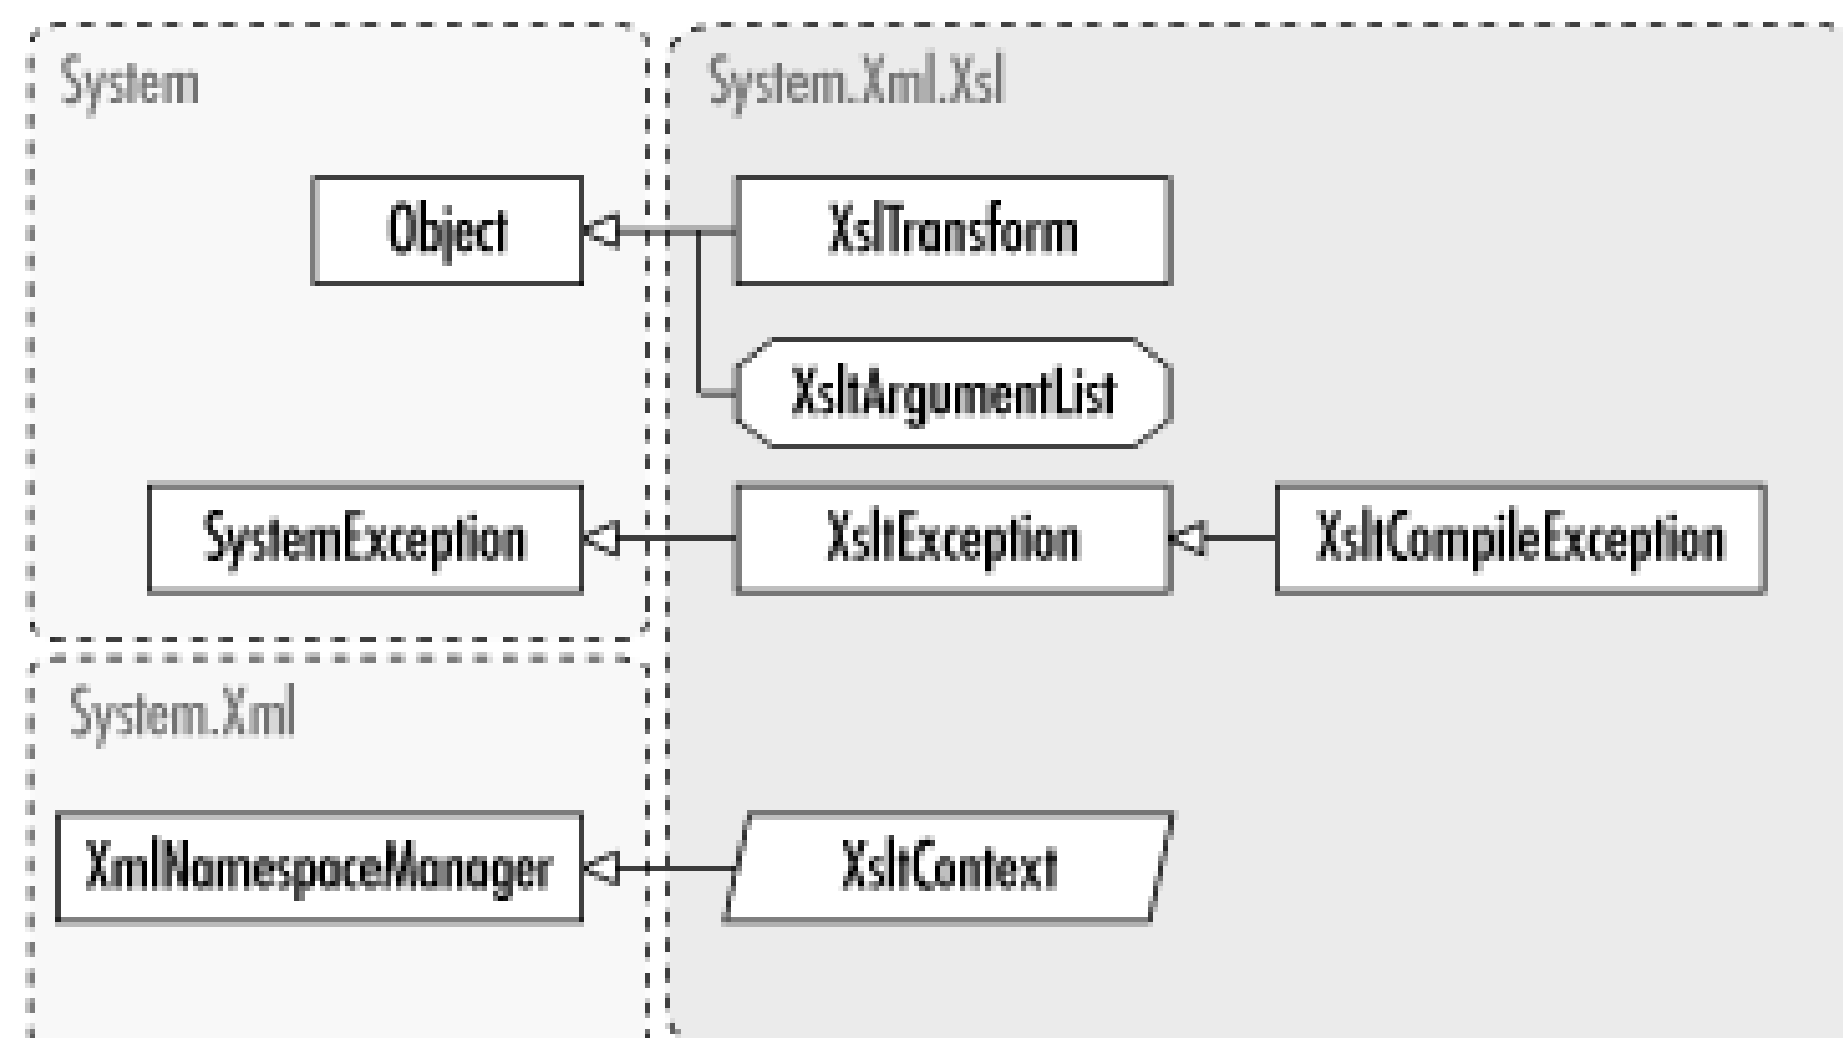 System
System.Xml.Xsl
Object
XslTransform
XsltArgumentList
SystemException
XsltException
XsltCompileException
System.Xml
XmlNamespaceManager
XsltContext